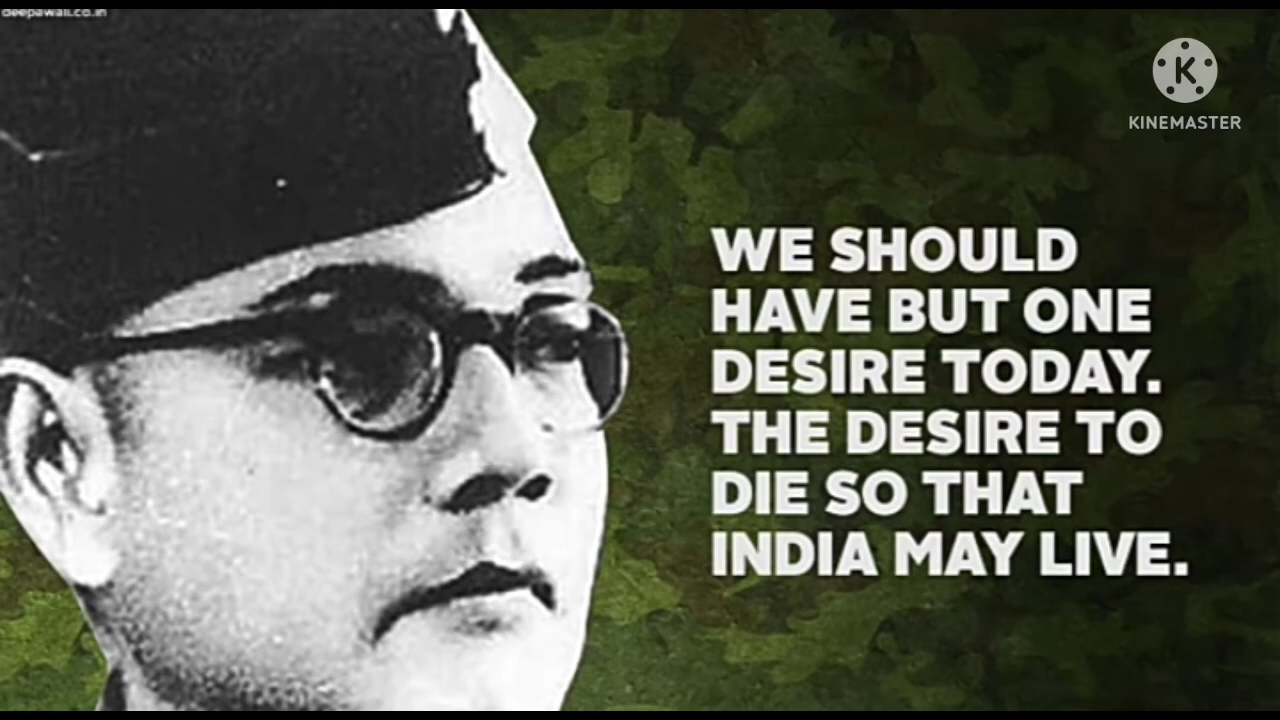 deepawali.co.in
KINEMASTER
WE SHOULD
HAVE BUT ONE
DESIRE TODAY.
THE DESIRE TO
DIE SO THAT
INDIA MAY LIVE.